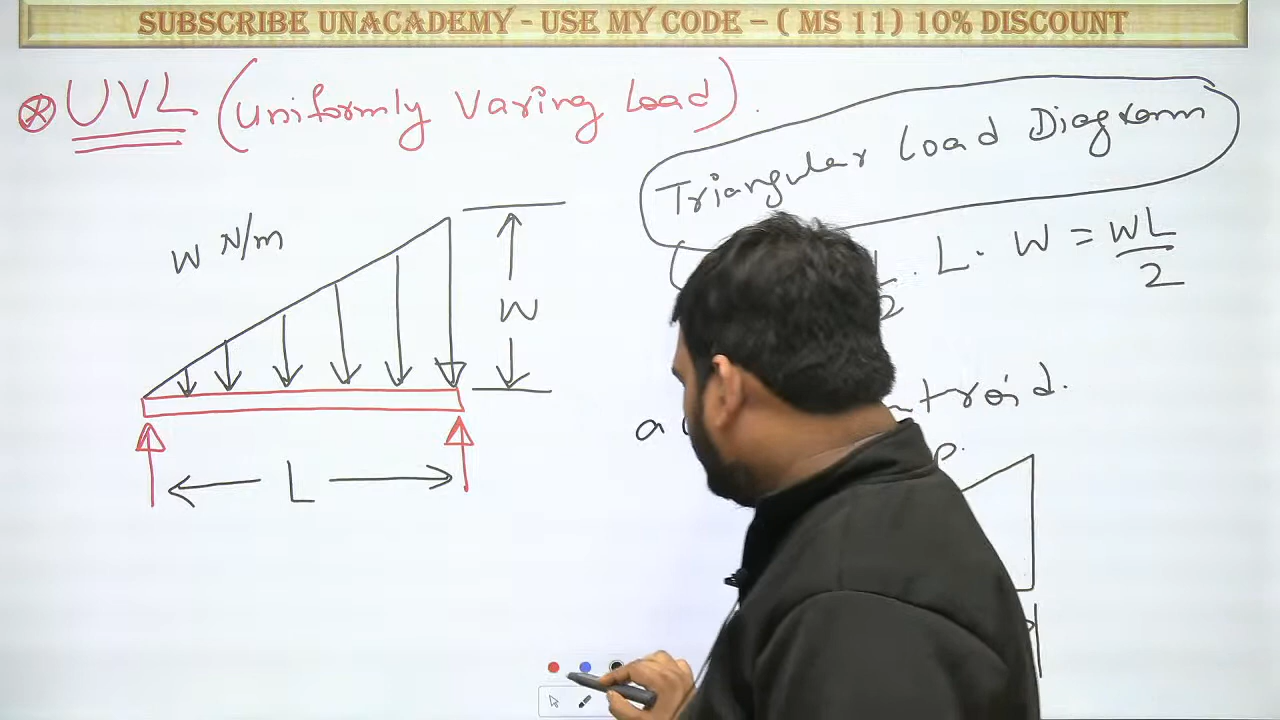 SUBSCRIBE UNACADEMY - USE MY CODE – ( MS 11) 10% DISCOUNT
UVL (Uniformly Varing Load).
Triangular Load Diagram
W N/m
. L. W = WL
2
2
W
a
troid.
P.
L